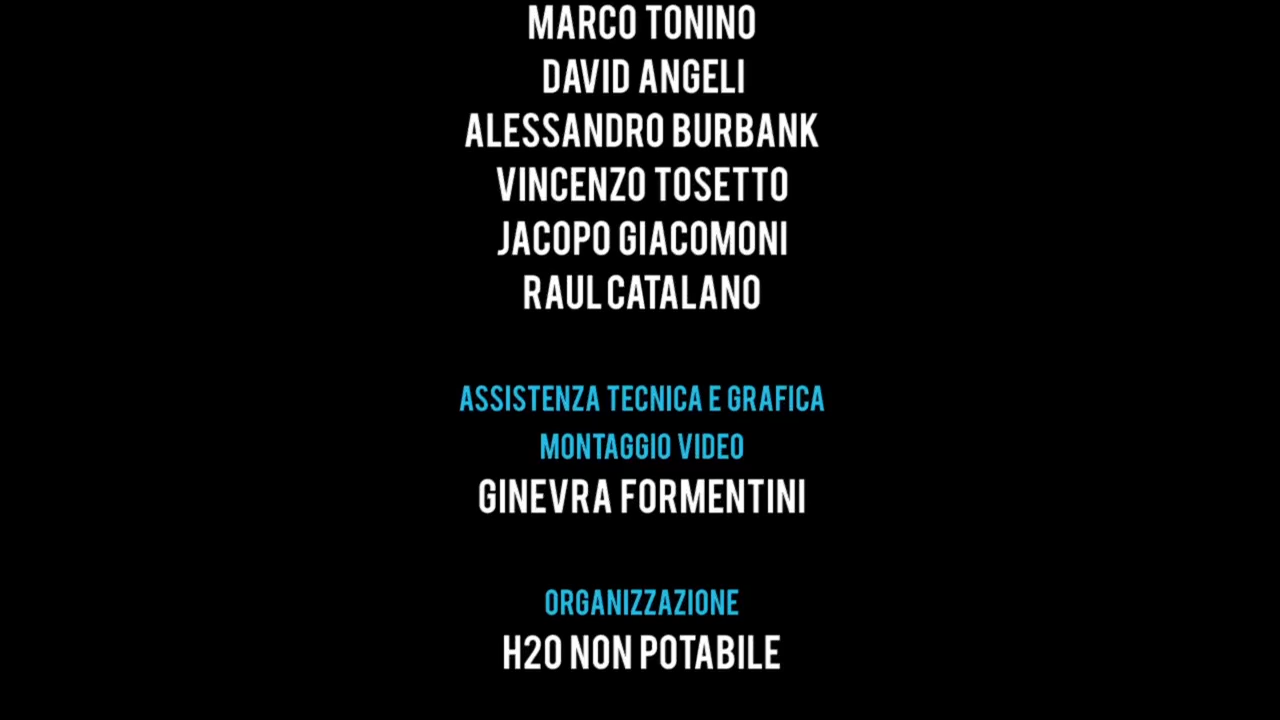 MARCO TONINO
DAVID ANGELI
ALESSANDRO BURBANK
VINCENZO TOSETTO
JACOPO GIACOMONI
RAUL CATALANO
ASSISTENZA TECNICA E GRAFICA
MONTAGGIO VIDEO
GINEVRA FORMENTINI
ORGANIZZAZIONE
H2O NON POTABILE